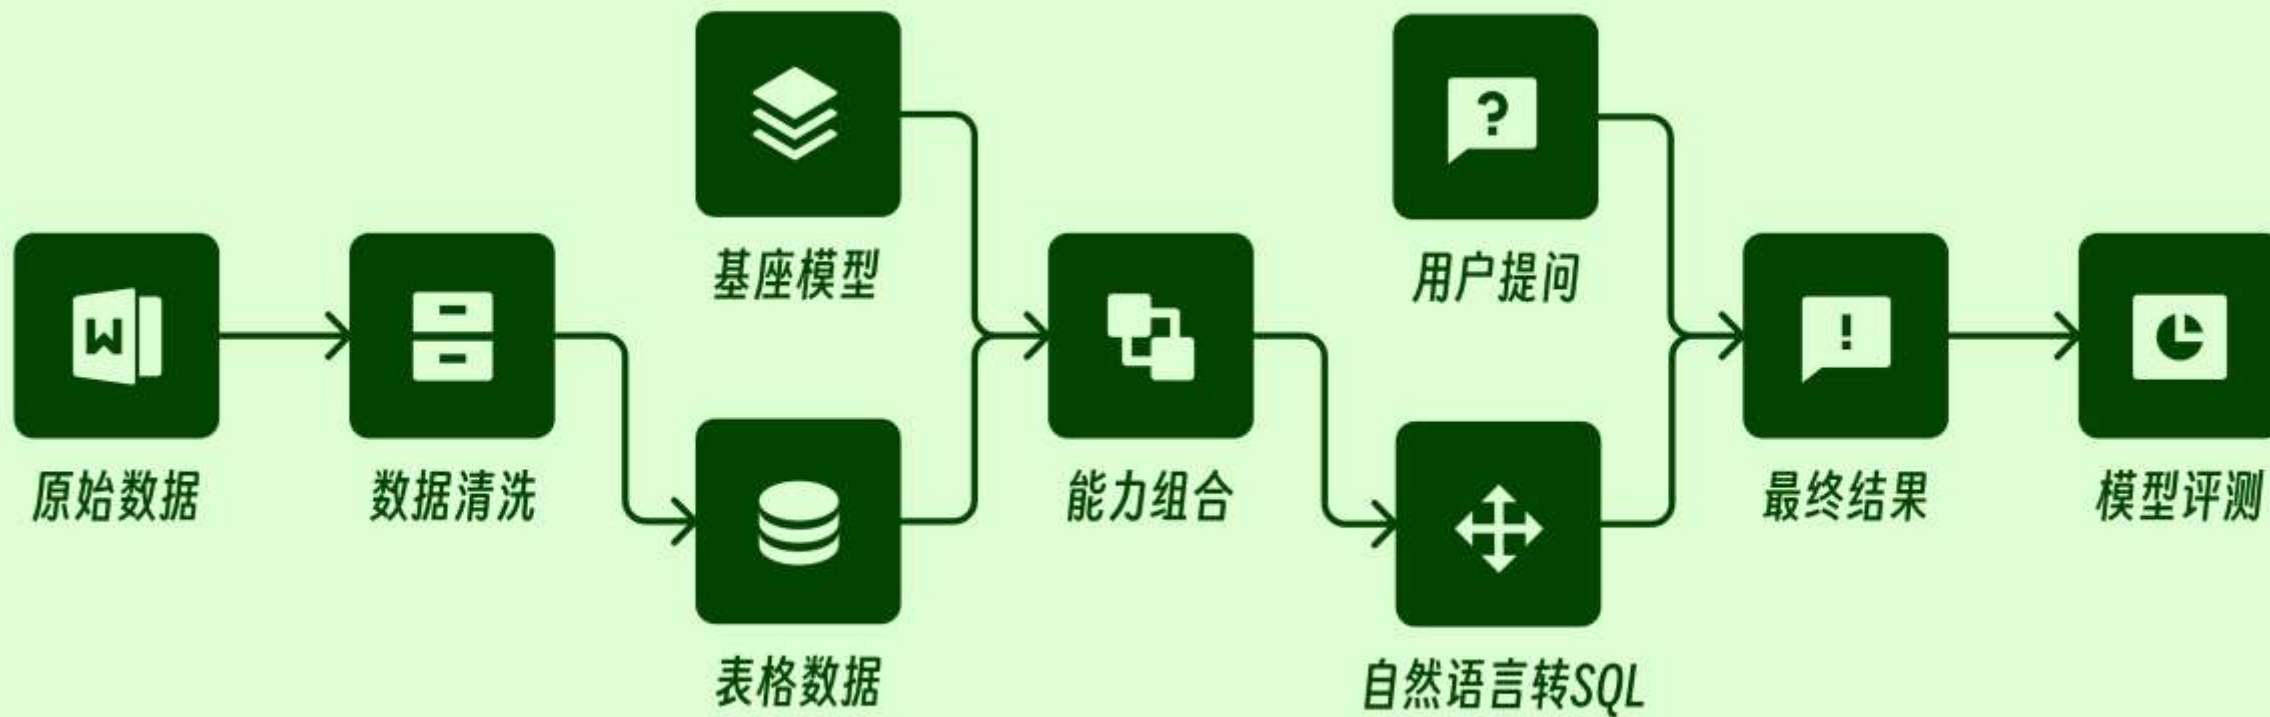 W
?
基座模型
用户提问
!
原始数据
数据清洗
能力组合
最终结果
模型评测
表格数据
自然语言转SQL